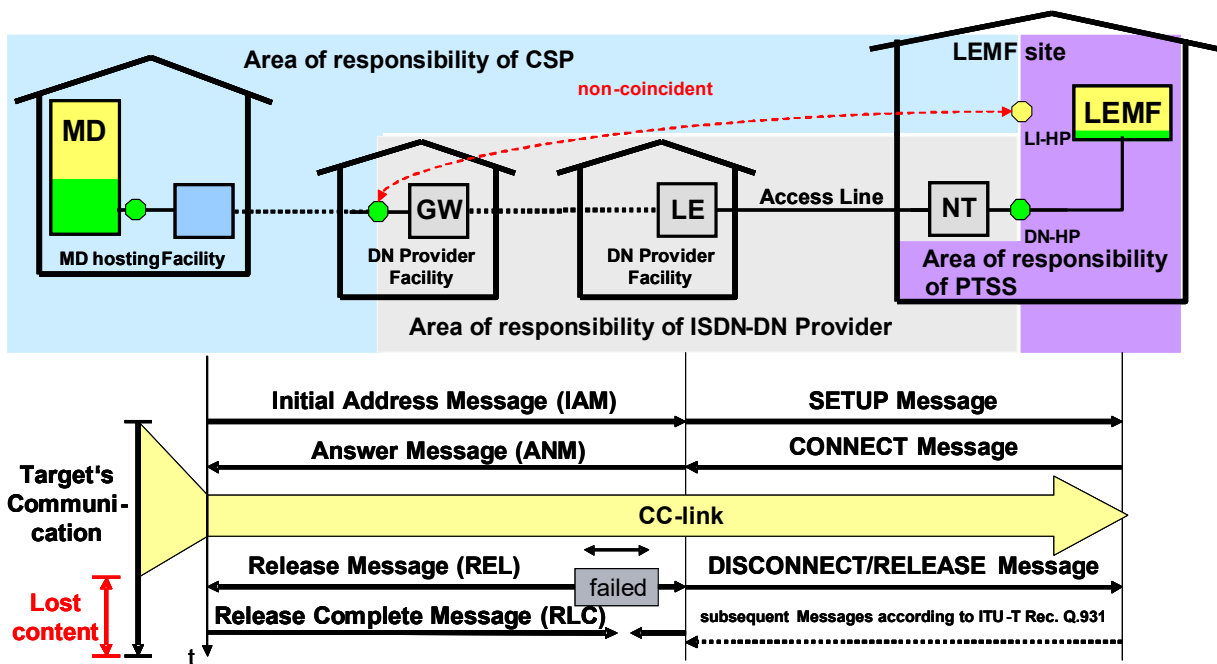 Area of responsibility of CSP
LEMF site
non-coincident
MD
LEMF
LI-HP
GW
LE
Access Line
NT
DN-HP
MD hosting Facility
DN Provider
Facility
DN Provider
Facility
Area of responsibility
of PTSS
Area of responsibility of ISDN-DN Provider
Initial Address Message (IAM)
SETUP Message
Answer Message (ANM)
CONNECT Message
Target's
Communi-
cation
CC-link
Release Message (REL)
failed
DISCONNECT/RELEASE Message
Lost
content
Release Complete Message (RLC)
subsequent Messages according to ITU-T Rec. Q.931
t